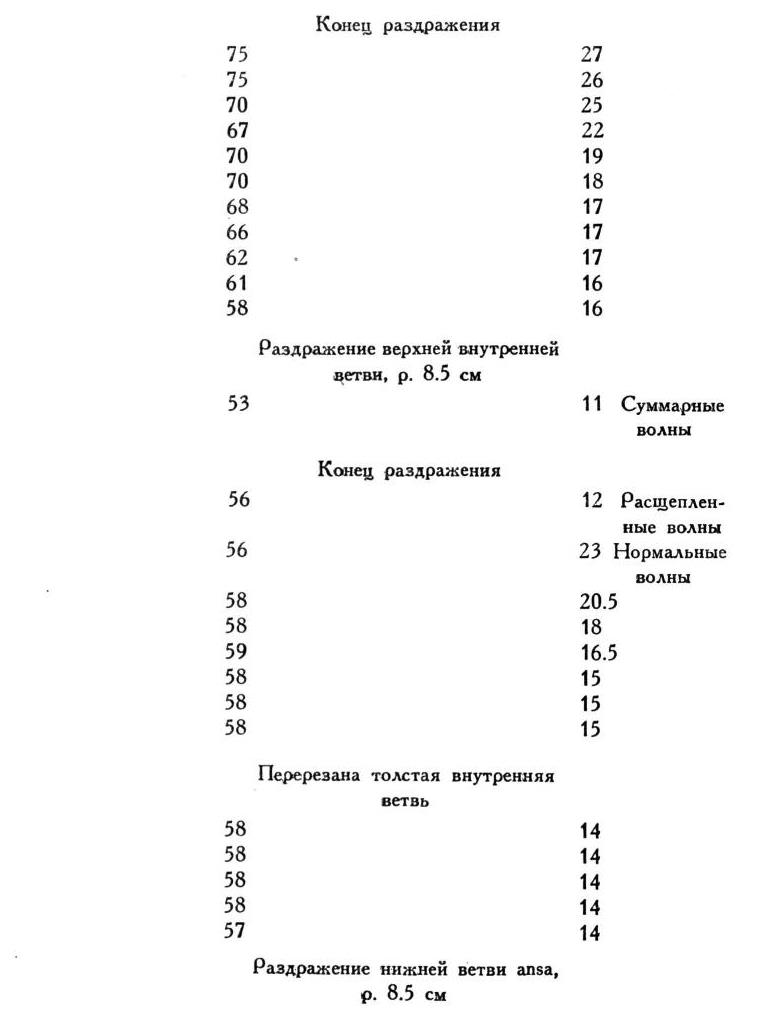 Конец раздражения
75 27
75 26
70 25
67 22
70 19
70 18
68 17
66 17
62 17
61 16
58 16
Раздражение верхней внутренней
ветви, р. 8.5 см
53 11 Суммарные
волны
Конец раздражения
56 12 Расщеплен-
ные волны
56 23 Нормальные
волны
58 20.5
58 18
59 16.5
58 15
58 15
58 15
Перерезана толстая внутренняя
ветвь
58 14
58 14
58 14
58 14
57 14
Раздражение нижней ветви ansa,
р. 8.5 см